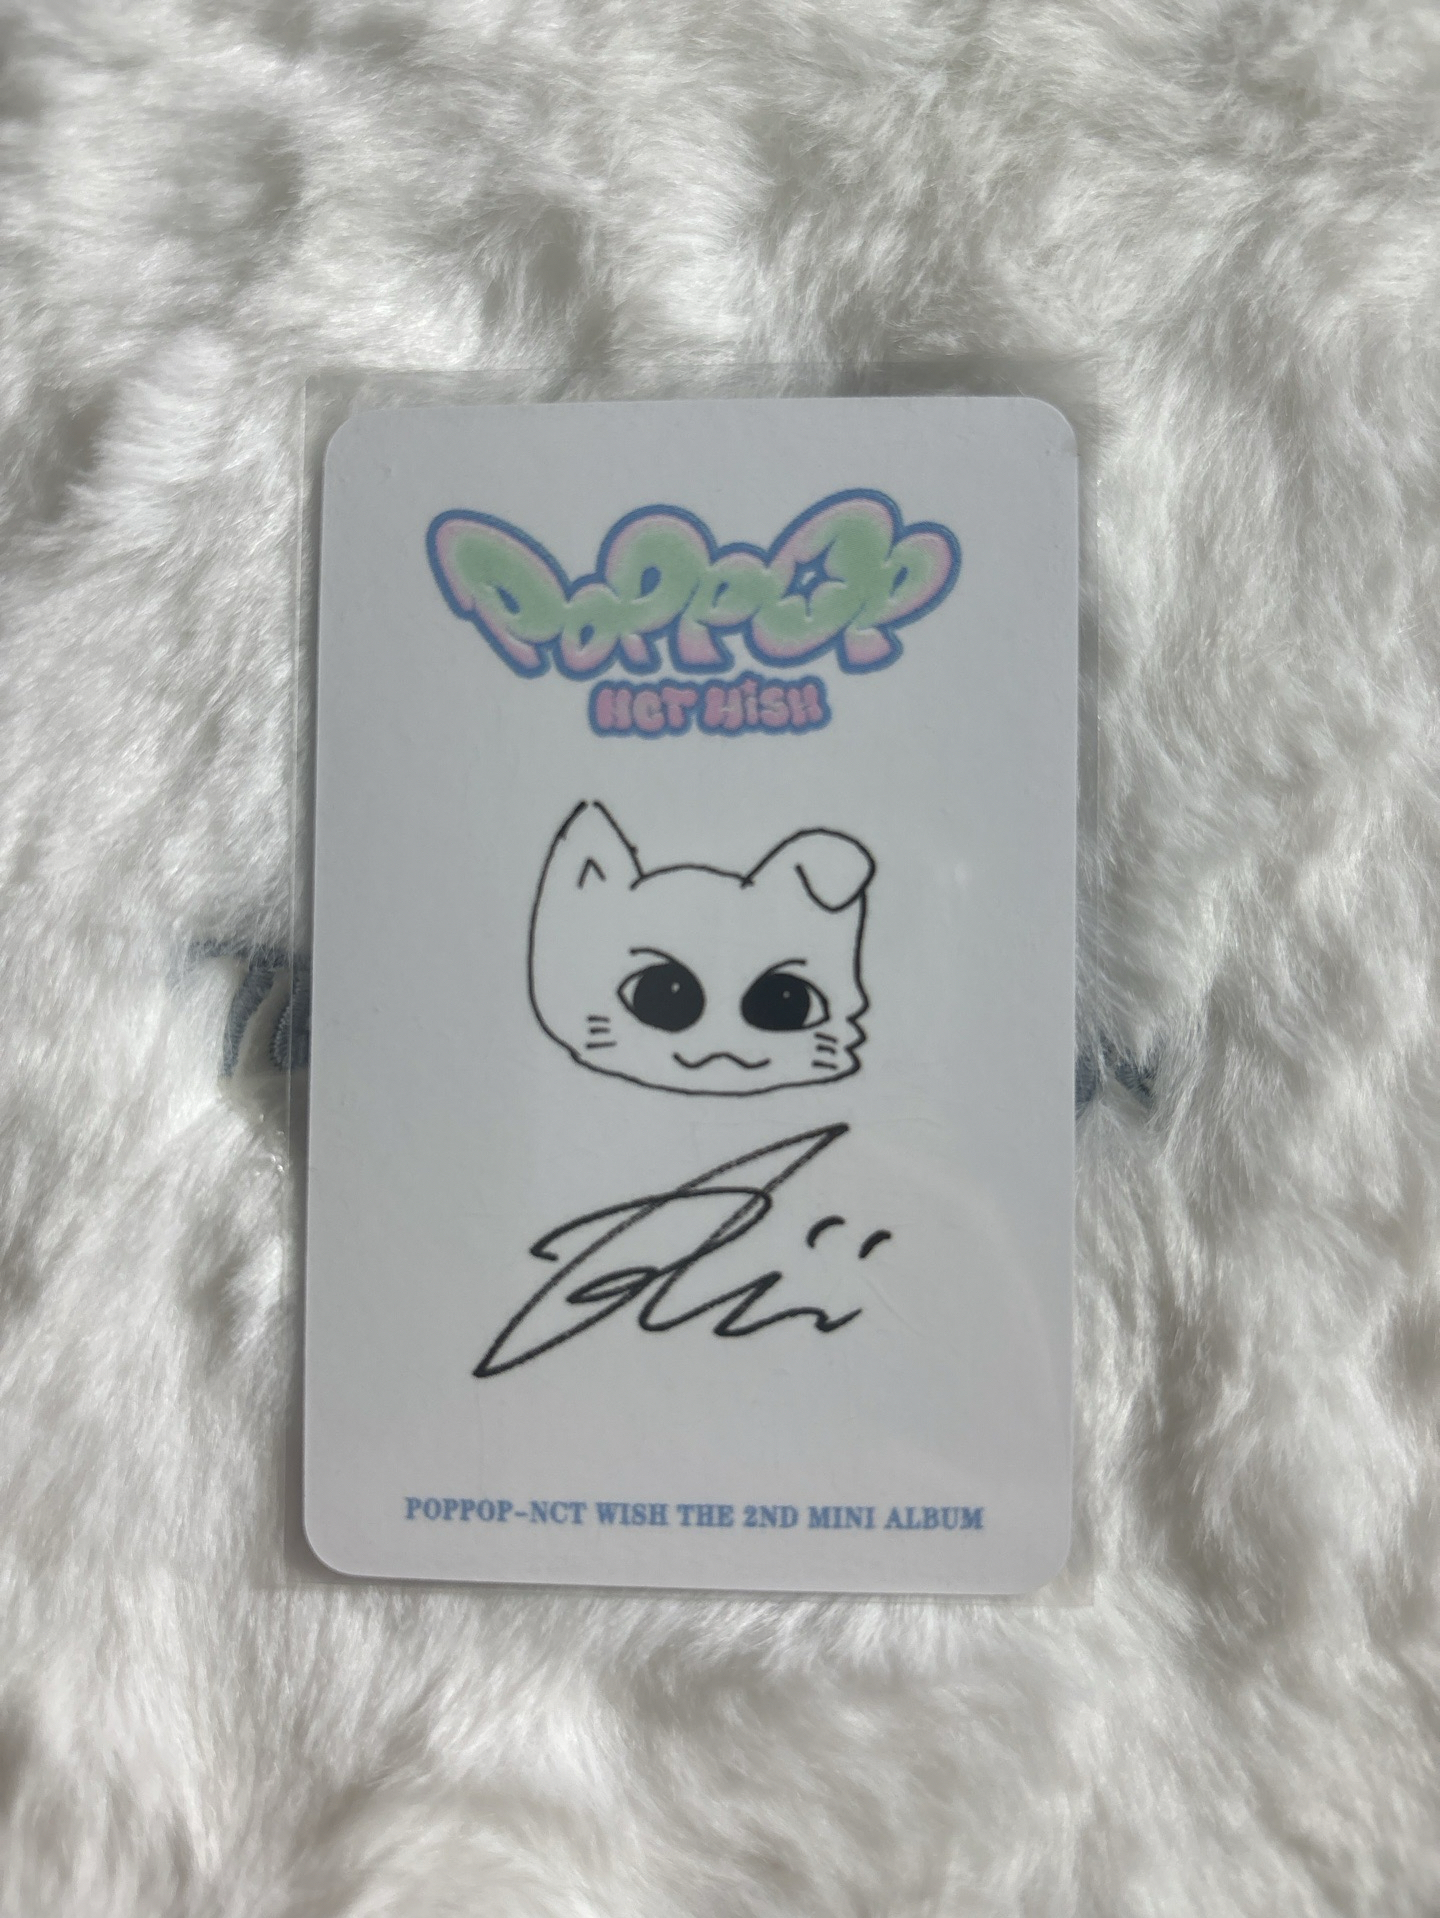 POPPOP
NCT WISH
POPPOP-NCT WISH THE 2ND MINI ALBUM